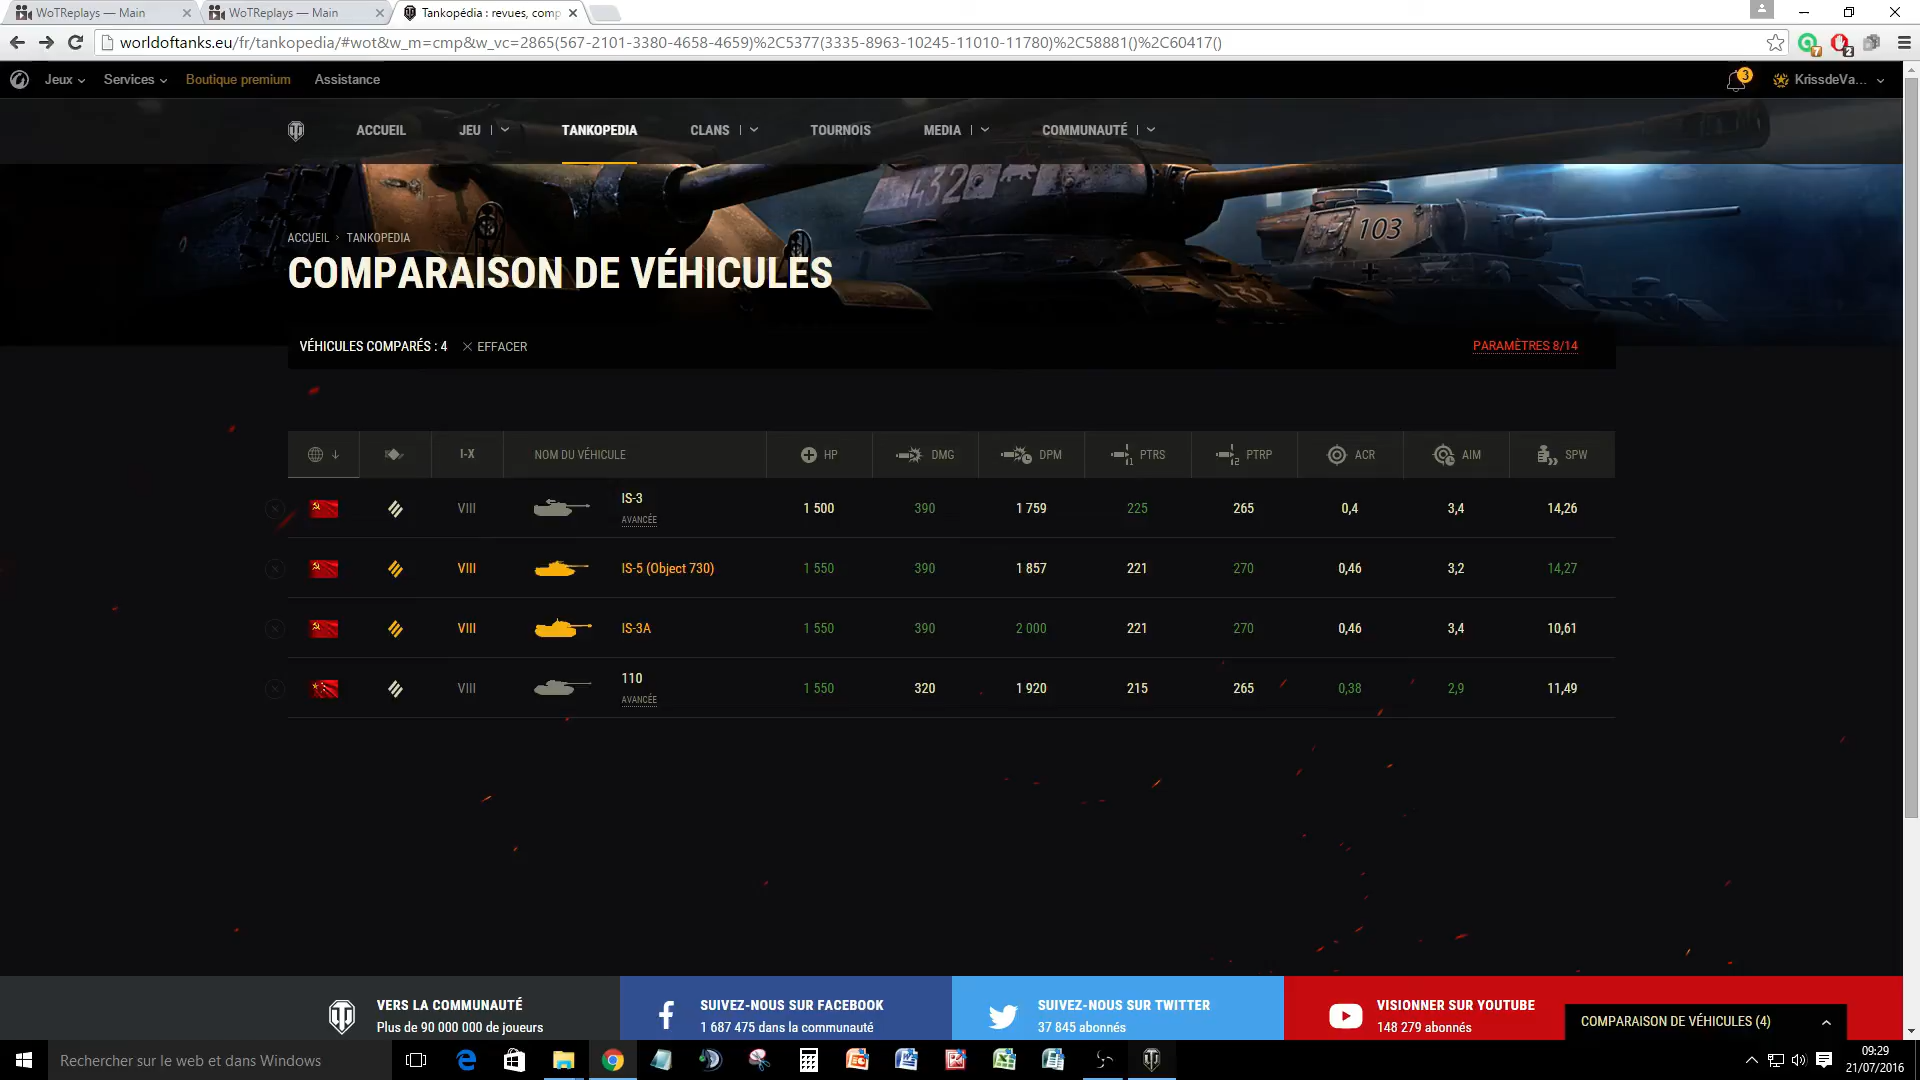 WoTReplays — Main
WoTReplays — Main
Tankopédia : revues, comp
worldoftanks.eu/fr/tankopedia/#wot&w_m=cmp&w_vc=2865(567-2101-3380-4658-4659)%2C5377(3335-8963-10245-11010-11780)%2C58881()%2C60417()
7
2
Jeux
Services
Boutique premium
Assistance
3
KrissdeVa...
ACCUEIL
JEU
TANKOPEDIA
CLANS
TOURNOIS
MEDIA
COMMUNAUTÉ
432
103
432
ACCUEIL › TANKOPEDIA
COMPARAISON DE VÉHICULES
VÉHICULES COMPARÉS : 4
EFFACER
PARAMÈTRES 8/14
I-X NOM DU VÉHICULE HP DMG DPM PTRS PTRP ACR AIM SPW
VIII IS-3 1 500 390 1 759 225 265 0,4 3,4 14,26
AVANCÉE
VIII IS-5 (Object 730) 1 550 390 1 857 221 270 0,46 3,2 14,27
VIII IS-3A 1 550 390 2 000 221 270 0,46 3,4 10,61
VIII 110 1 550 320 1 920 215 265 0,38 2,9 11,49
AVANCÉE
VERS LA COMMUNAUTÉ
Plus de 90 000 000 de joueurs
SUIVEZ-NOUS SUR FACEBOOK
1 687 475 dans la communauté
SUIVEZ-NOUS SUR TWITTER
37 845 abonnés
VISIONNER SUR YOUTUBE
148 279 abonnés
COMPARAISON DE VÉHICULES (4)
Rechercher sur le web et dans Windows
09:29
21/07/2016